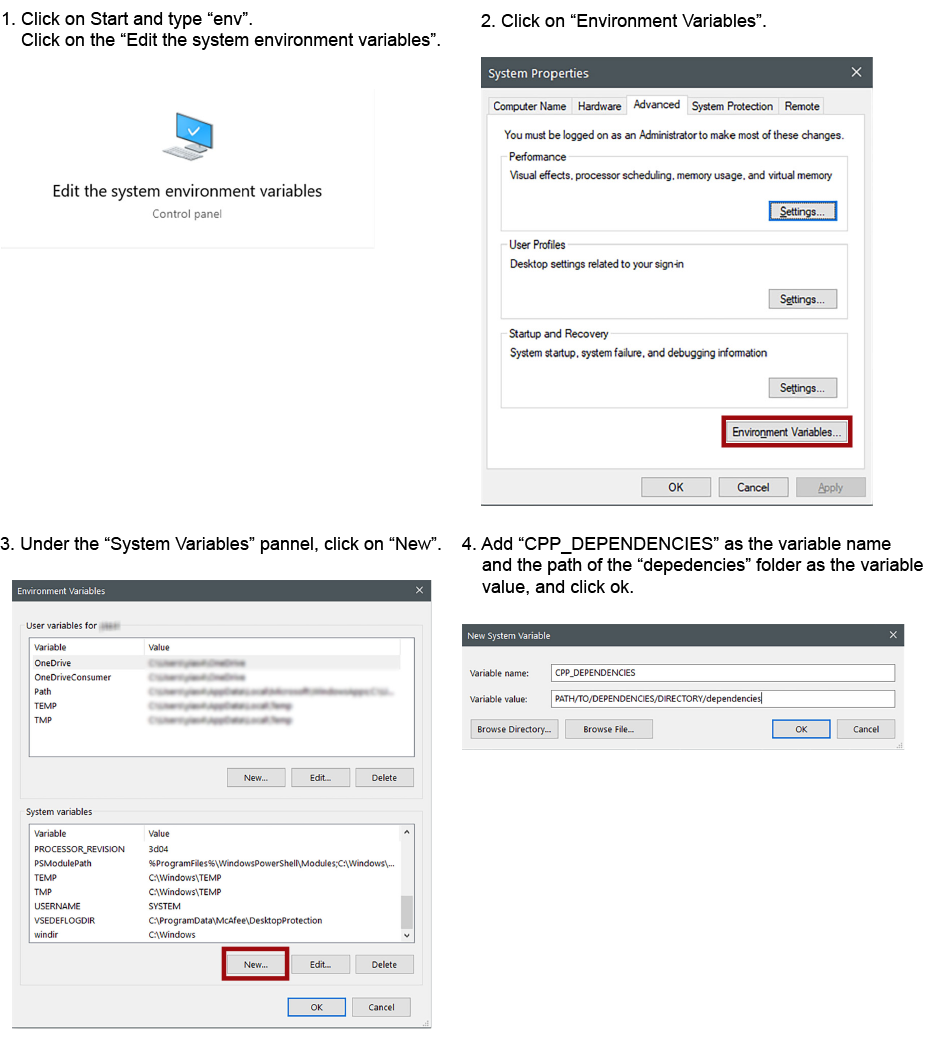 1. Click on Start and type “env”.
Click on the “Edit the system environment variables”.
Edit the system environment variables
Control panel
2. Click on “Environment Variables”.
System Properties
Computer Name Hardware Advanced System Protection Remote
You must be logged on as an Administrator to make most of these changes.
Performance
Visual effects, processor scheduling, memory usage, and virtual memory
Settings...
User Profiles
Desktop settings related to your sign-in
Settings...
Startup and Recovery
System startup, system failure, and debugging information
Settings...
Environment Variables...
OK Cancel Apply
3. Under the “System Variables” pannel, click on “New”.
Environment Variables
User variables for
Variable Value
OneDrive
OneDriveConsumer
Path
TEMP
TMP
New... Edit... Delete
System variables
Variable Value
PROCESSOR_REVISION 3d04
PSModulePath %ProgramFiles%\WindowsPowerShell\Modules;C:\Windows\...
TEMP C:\Windows\TEMP
TMP C:\Windows\TEMP
USERNAME SYSTEM
VSEDEFLOGDIR C:\ProgramData\McAfee\DesktopProtection
windir C:\Windows
New... Edit... Delete
OK Cancel
4. Add “CPP_DEPENDENCIES” as the variable name
and the path of the “depedencies” folder as the variable
value, and click ok.
New System Variable
Variable name: CPP_DEPENDENCIES
Variable value: PATH/TO/DEPENDENCIES/DIRECTORY/dependencies
Browse Directory... Browse File... OK Cancel